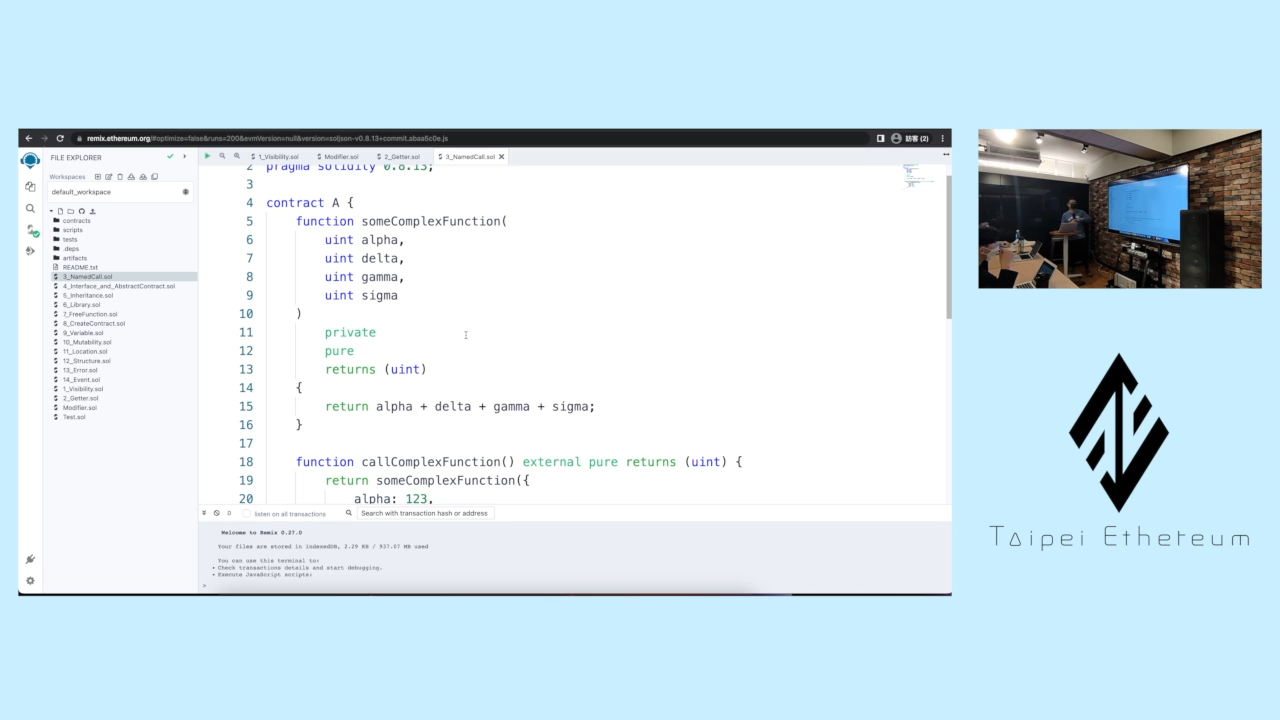 remix.ethereum.org/#optimize=false&runs=200&evmVersion=null&version=soljson-v0.8.13+commit.abaa5c0e.js
訪客 (2)
FILE EXPLORER
1_Visibility.sol
Modifier.sol
2_Getter.sol
3_NamedCall.sol
Workspaces
default_workspace
contracts
scripts
tests
.deps
artifacts
README.txt
3_NamedCall.sol
4_Interface_and_AbstractContract.sol
5_Inheritance.sol
6_Library.sol
7_FreeFunction.sol
8_CreateContract.sol
9_Variable.sol
10_Mutability.sol
11_Location.sol
12_Structure.sol
13_Error.sol
14_Event.sol
1_Visibility.sol
2_Getter.sol
Modifier.sol
Test.sol
2 pragma solidity 0.8.13;
3
4 contract A {
5 function someComplexFunction(
6 uint alpha,
7 uint delta,
8 uint gamma,
9 uint sigma
10 )
11 private
12 pure
13 returns (uint)
14 {
15 return alpha + delta + gamma + sigma;
16 }
17
18 function callComplexFunction() external pure returns (uint) {
19 return someComplexFunction({
20 alpha: 123,
0
listen on all transactions
Search with transaction hash or address
Welcome to Remix 0.27.0
Your files are stored in indexedDB, 2.29 KB / 937.07 MB used
You can use this terminal to:
• Check transactions details and start debugging.
• Execute JavaScript scripts:
>
Taipei Ethereum